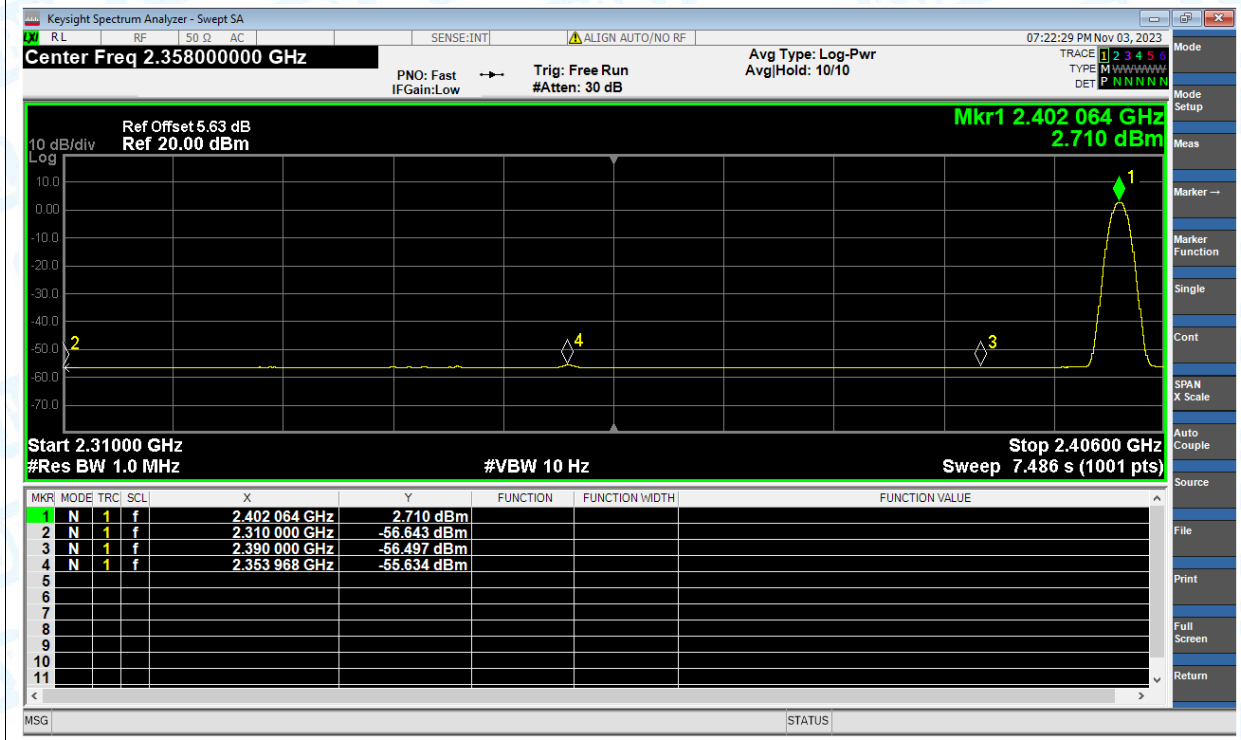 Keysight Spectrum Analyzer - Swept SA
LXI RL RF 50 Ω AC SENSE:INT ALIGN AUTO/NO RF 07:22:29 PM Nov 03, 2023
Center Freq 2.358000000 GHz
PNO: Fast
IFGain:Low
Trig: Free Run
#Atten: 30 dB
Avg Type: Log-Pwr
Avg|Hold: 10/10
TRACE 1 2 3 4 5 6
TYPE M WWWWW
DET P N N N N N
Mkr1 2.402 064 GHz
2.710 dBm
Ref Offset 5.63 dB
10 dB/div Ref 20.00 dBm
Log
10.0
0.00
-10.0
-20.0
-30.0
-40.0
-50.0
-60.0
-70.0
1
2
4
3
Start 2.31000 GHz Stop 2.40600 GHz
#Res BW 1.0 MHz #VBW 10 Hz Sweep 7.486 s (1001 pts)
MKR MODE TRC SCL X Y FUNCTION FUNCTION WIDTH FUNCTION VALUE
1 N 1 f 2.402 064 GHz 2.710 dBm
2 N 1 f 2.310 000 GHz -56.643 dBm
3 N 1 f 2.390 000 GHz -56.497 dBm
4 N 1 f 2.353 968 GHz -55.634 dBm
5
6
7
8
9
10
11
MSG STATUS
Mode
Mode
Setup
Meas
Marker →
Marker
Function
Single
Cont
SPAN
X Scale
Auto
Couple
Source
File
Print
Full
Screen
Return